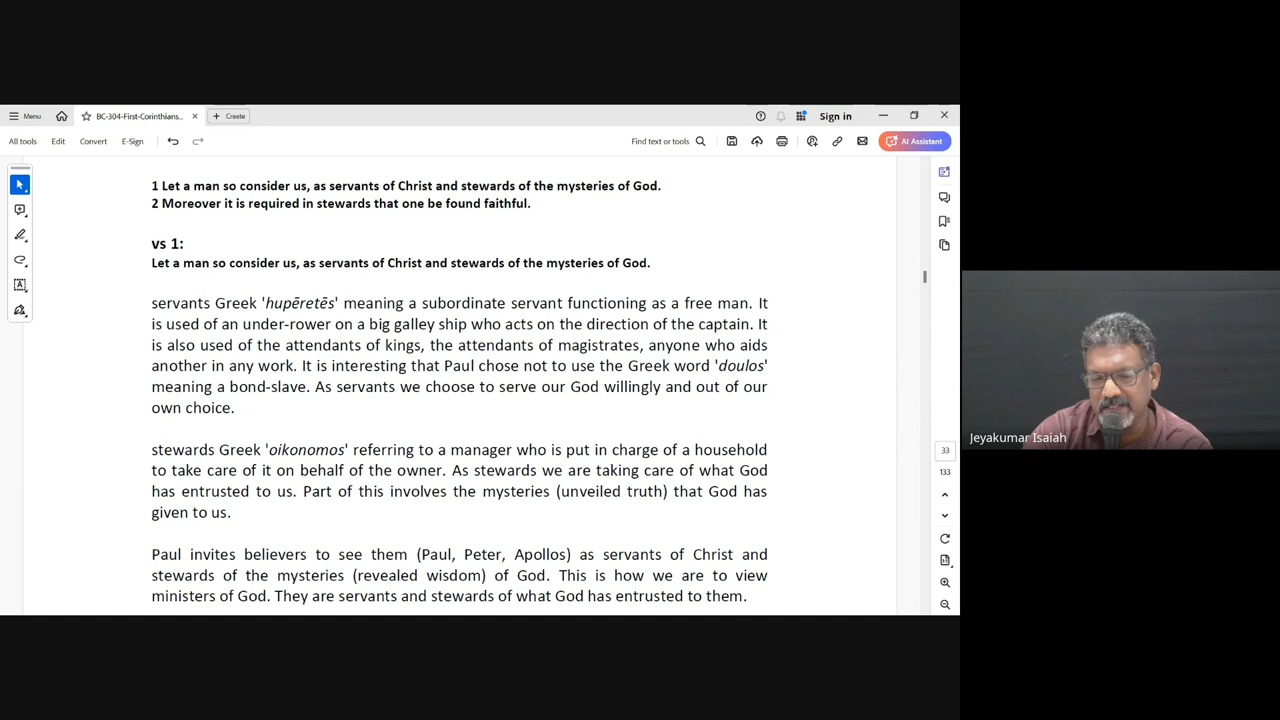 Menu
BC-304-First-Corinthians...
Create
Sign in
All tools
Edit
Convert
E-Sign
Find text or tools
AI Assistant
1 Let a man so consider us, as servants of Christ and stewards of the mysteries of God.
2 Moreover it is required in stewards that one be found faithful.
vs 1:
Let a man so consider us, as servants of Christ and stewards of the mysteries of God.
servants Greek 'hupēretēs' meaning a subordinate servant functioning as a free man. It
is used of an under-rower on a big galley ship who acts on the direction of the captain. It
is also used of the attendants of kings, the attendants of magistrates, anyone who aids
another in any work. It is interesting that Paul chose not to use the Greek word 'doulos'
meaning a bond-slave. As servants we choose to serve our God willingly and out of our
own choice.
stewards Greek 'oikonomos' referring to a manager who is put in charge of a household
to take care of it on behalf of the owner. As stewards we are taking care of what God
has entrusted to us. Part of this involves the mysteries (unveiled truth) that God has
given to us.
Paul invites believers to see them (Paul, Peter, Apollos) as servants of Christ and
stewards of the mysteries (revealed wisdom) of God. This is how we are to view
ministers of God. They are servants and stewards of what God has entrusted to them.
33
133
Jeyakumar Isaiah